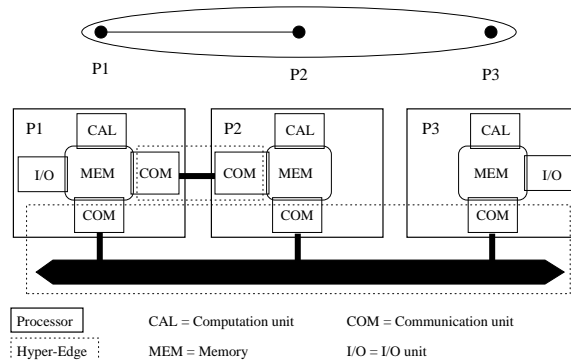 P1 P2 P3
P1 P2 P3
CAL CAL CAL
I/O MEM COM COM MEM MEM I/O
COM COM COM
Processor CAL = Computation unit COM = Communication unit
Hyper-Edge MEM = Memory I/O = I/O unit